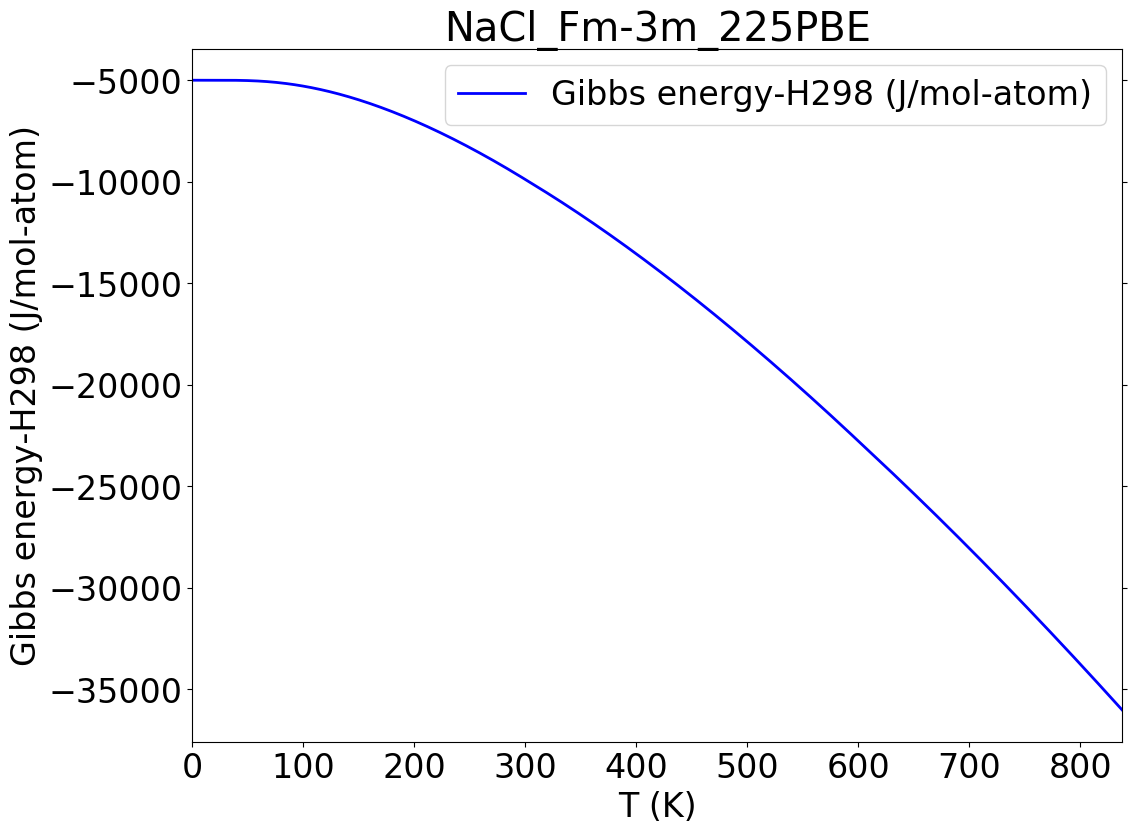 NaCl_Fm-3m_225PBE
Gibbs energy-H298 (J/mol-atom)
Gibbs energy-H298 (J/mol-atom)
−5000
−10000
−15000
−20000
−25000
−30000
−35000
0 100 200 300 400 500 600 700 800
T (K)